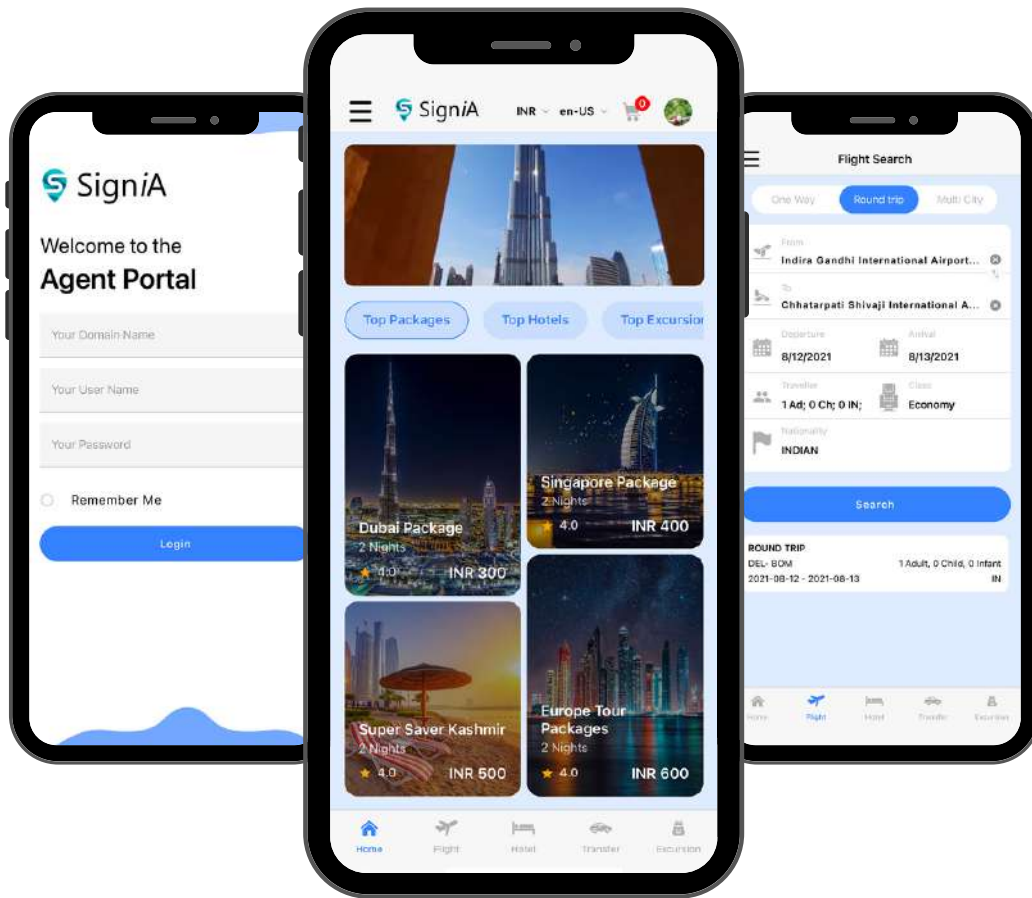 SigniA
Welcome to the
Agent Portal
Your Domain Name
Your User Name
Your Password
Remember Me
Login
SigniA
INR
en-US
0
Top Packages
Top Hotels
Top Excursion
Dubai Package
2 Nights
4.0
INR 300
Singapore Package
2 Nights
4.0
INR 400
Super Saver Kashmir
2 Nights
4.0
INR 500
Europe Tour
Packages
2 Nights
4.0
INR 600
Home
Flight
Hotel
Transfer
Excursion
Flight Search
One Way
Round trip
Multi City
From
Indira Gandhi International Airport...
To
Chhatarpati Shivaji International A...
Departure
Arrival
8/12/2021
8/13/2021
Traveller
Class
1 Ad; 0 Ch; 0 IN;
Economy
Nationality
INDIAN
Search
ROUND TRIP
DEL- BOM
1 Adult, 0 Child, 0 Infant
2021-08-12 - 2021-08-13
IN
Home
Flight
Hotel
Transfer
Excursion